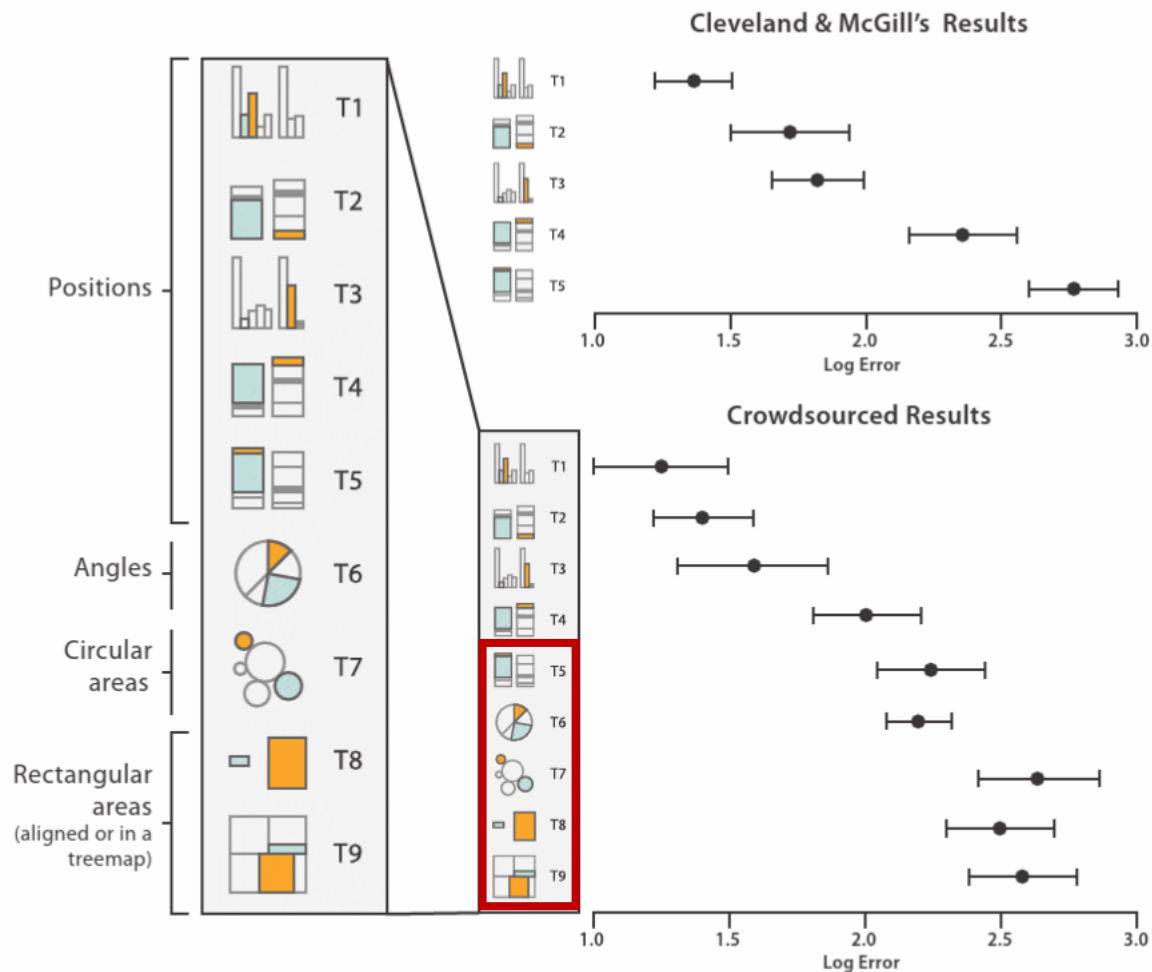 Cleveland & McGill's Results
T1
T2
T3
T4
T5
1.0 1.5 2.0 2.5 3.0
Log Error
Positions
Angles
Circular
areas
Rectangular
areas
(aligned or in a
treemap)
T1
T2
T3
T4
T5
T6
T7
T8
T9
Crowdsourced Results
T1
T2
T3
T4
T5
T6
T7
T8
T9
1.0 1.5 2.0 2.5 3.0
Log Error